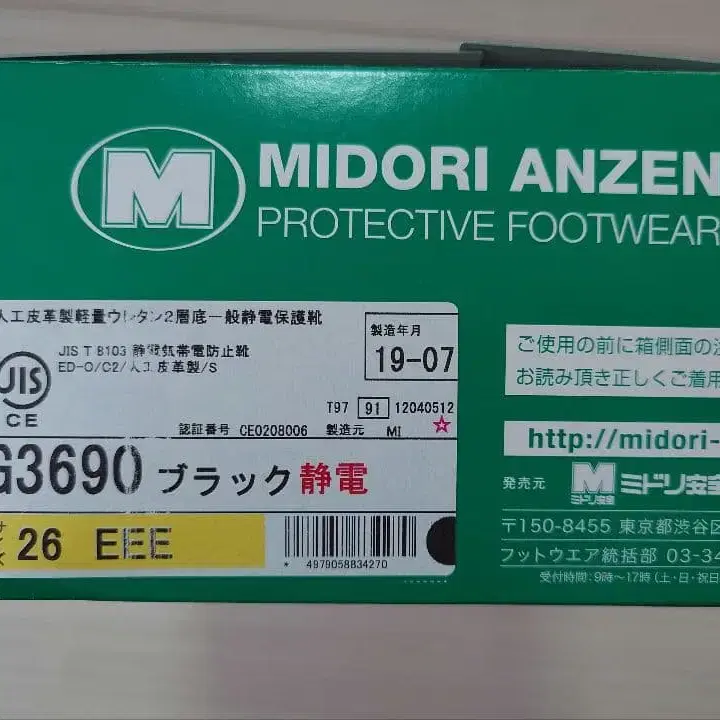 M
MIDORI ANZEN
PROTECTIVE FOOTWEAR
人工皮革製軽量ウレタン2層底一般静電保護靴
JIS T 8103 静電気帯電防止靴
ED-O/C2/人工皮革製/S
JIS
CE
製造年月
19-07
T97 91 12040512
認証番号 CE0208006 製造元 MI ☆
G3690 ブラック静電
26 EEE
* 4979058834270
ご使用の前に箱側面の注
お読み頂き正しくご着用
http://midori-
発売元 M ミドリ安全 ミドリ安全
〒150-8455 東京都渋谷区
フットウエア統括部 03-34
受付時間:9時～17時(土・日・祝日